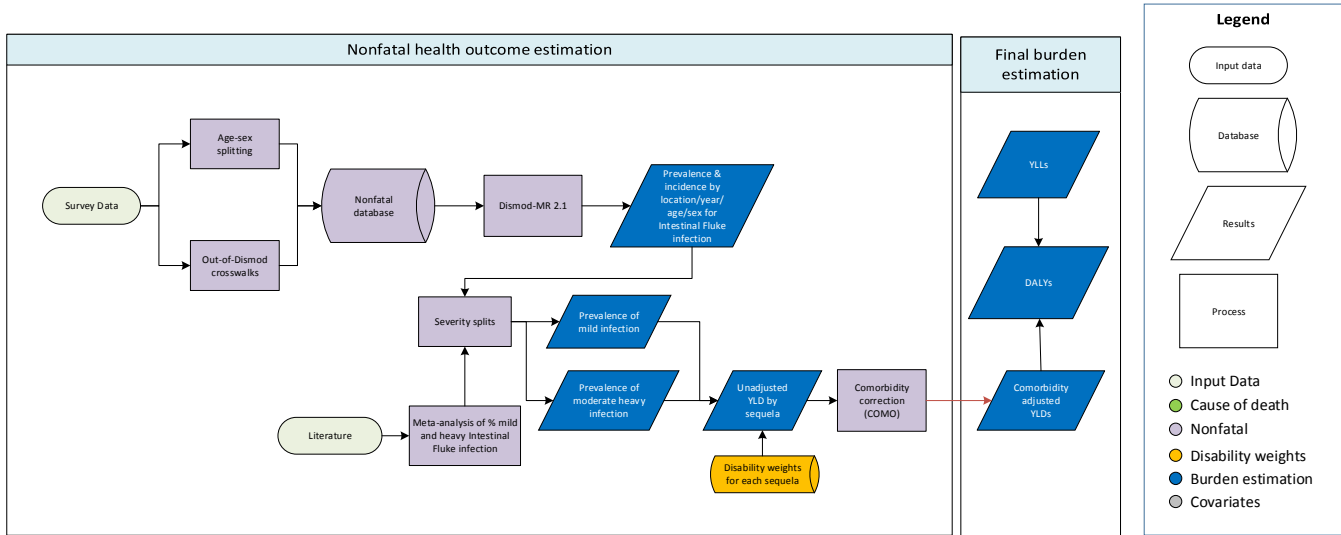 Nonfatal health outcome estimation
Age-sex
splitting
Survey Data
Out-of-Dismod
crosswalks
Nonfatal
database
Dismod-MR 2.1
Prevalence &
incidence by
location/year/
age/sex for
Intestinal Fluke
infection
Severity splits
Prevalence of
mild infection
Prevalence of
moderate heavy
infection
Literature
Meta-analysis of % mild
and heavy Intestinal
Fluke infection
Unadjusted
YLD by
sequela
Disability weights
for each sequela
Comorbidity
correction
(COMO)
Final burden
estimation
YLLs
DALYs
Comorbidity
adjusted
YLDs
Legend
Input data
Database
Results
Process
Input Data
Cause of death
Nonfatal
Disability weights
Burden estimation
Covariates